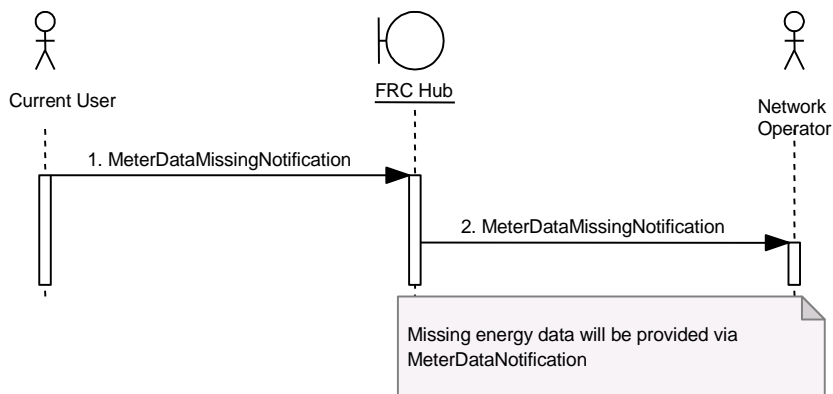 Current User
FRC Hub
Network
Operator
1. MeterDataMissingNotification
2. MeterDataMissingNotification
Missing energy data will be provided via
MeterDataNotification